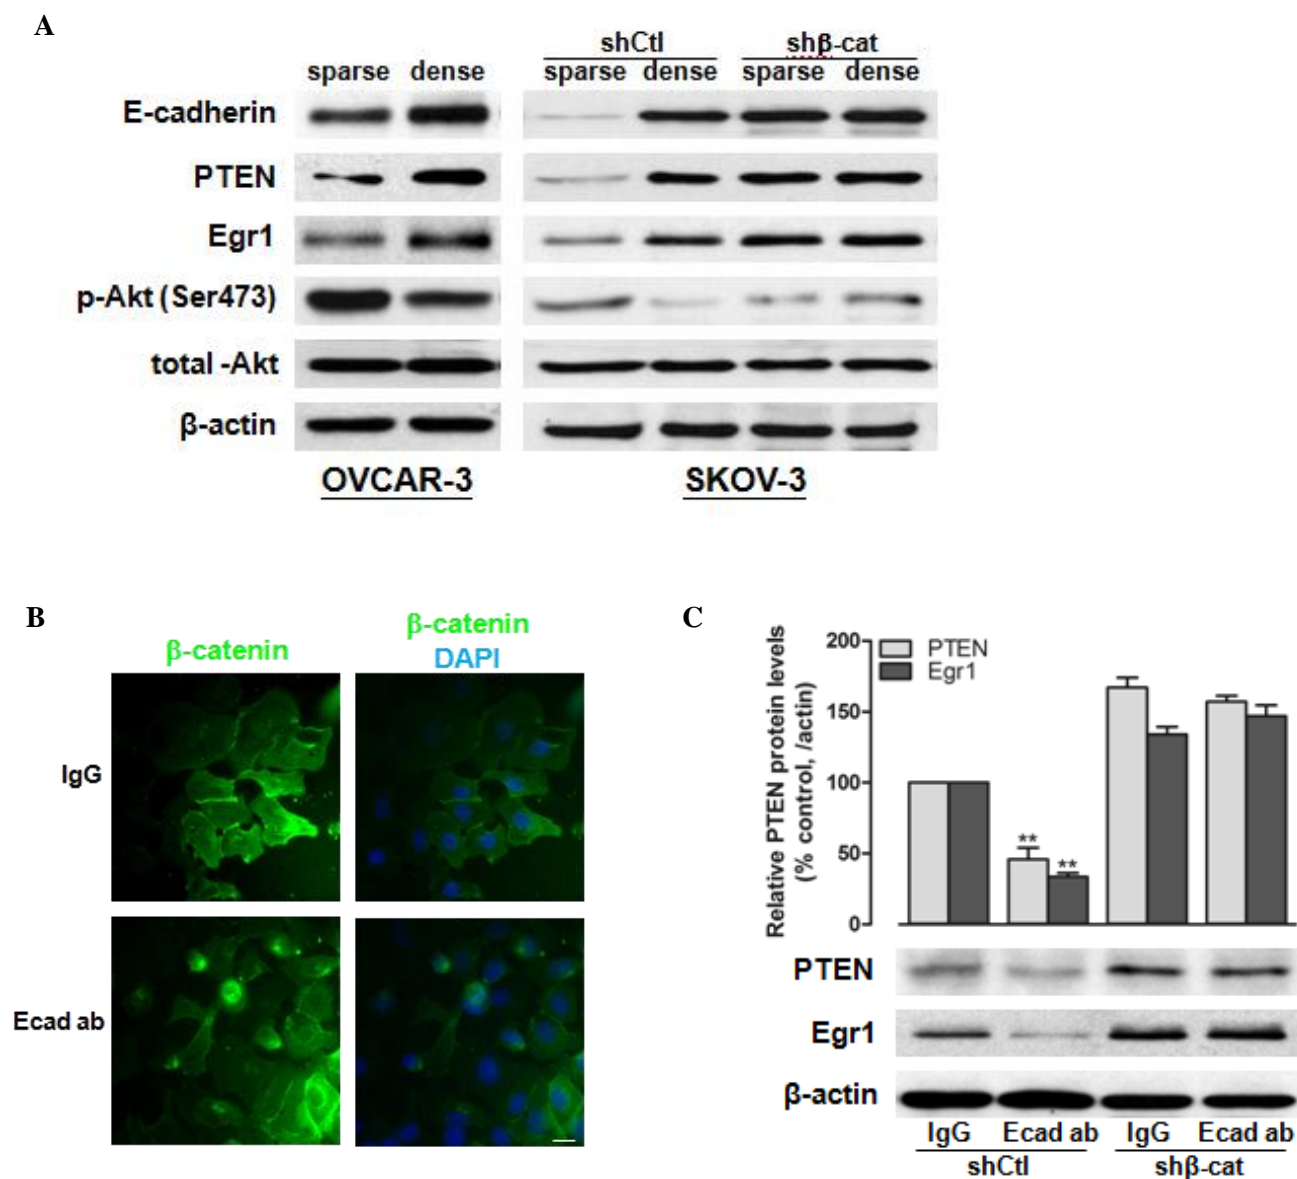 A
shCtl shβ-cat
sparse dense sparse dense sparse dense
E-cadherin
PTEN
Egr1
p-Akt (Ser473)
total -Akt
β-actin
OVCAR-3 SKOV-3
B
β-catenin
β-catenin
DAPI
IgG
Ecad ab
C
Relative PTEN protein levels
(% control, /actin)
200
150
100
50
0
PTEN
Egr1
**
**
PTEN
Egr1
β-actin
IgG Ecad ab IgG Ecad ab
shCtl shβ-cat